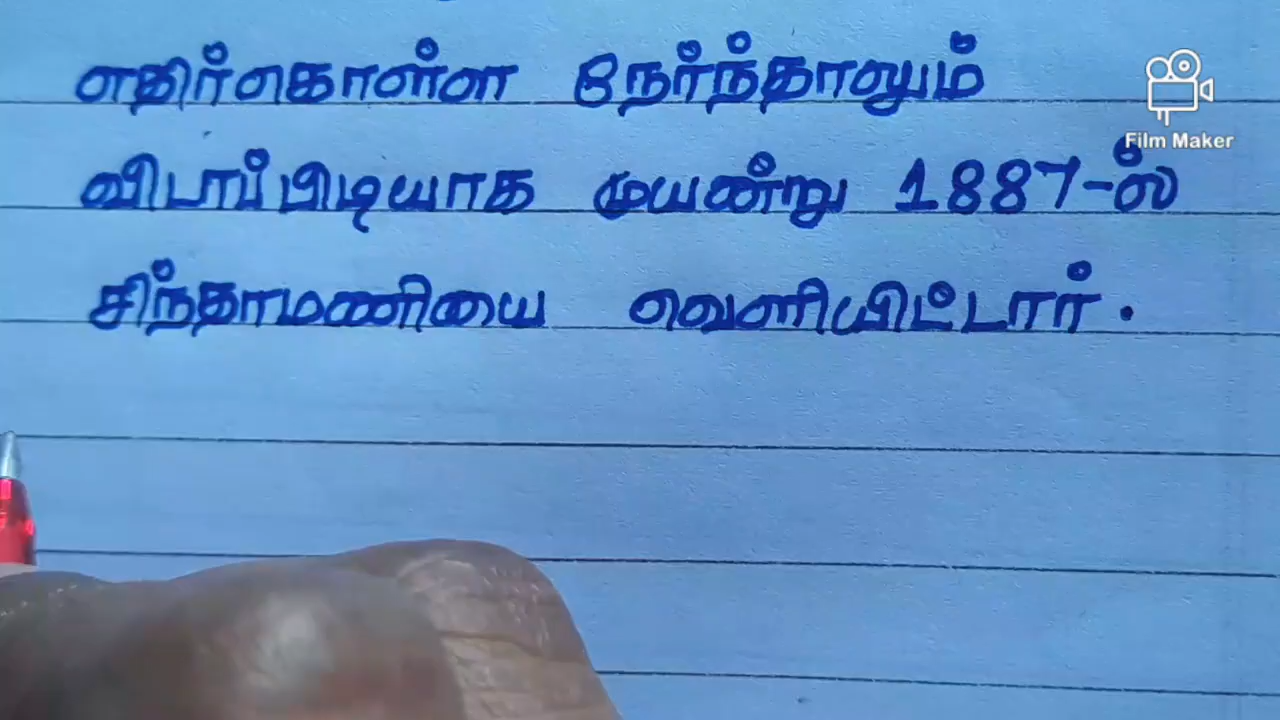 எதிர்கொள்ள நேர்ந்தாலும்
விடாப்பிடியாக முயன்று 1887-ல்
சிந்தாமணியை வெளியிட்டார்.
Film Maker